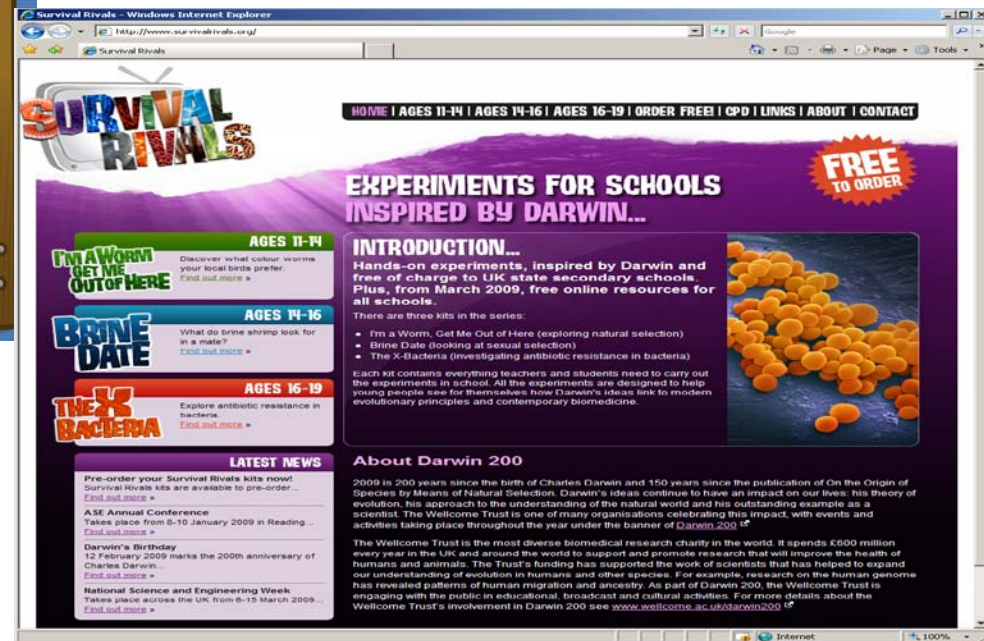 Survival Rivals - Windows Internet Explorer
http://www.survivalrivals.org/
Google
Survival Rivals
Page
Tools
SURVIVAL
RIVALS
HOME | AGES 11-14 | AGES 14-16 | AGES 16-19 | ORDER FREE! | CPD | LINKS | ABOUT | CONTACT
FREE
TO ORDER
EXPERIMENTS FOR SCHOOLS
INSPIRED BY DARWIN...
AGES 11-14
I'M A WORM
GET ME
OUT OF HERE
Discover what colour worms
your local birds prefer.
Find out more »
AGES 14-16
BRINE
DATE
What do brine shrimp look for
in a mate?
Find out more »
AGES 16-19
THE X
BACTERIA
Explore antibiotic resistance in
bacteria.
Find out more »
LATEST NEWS
Pre-order your Survival Rivals kits now!
Survival Rivals kits are available to pre-order...
Find out more »
ASE Annual Conference
Takes place from 8-10 January 2009 in Reading...
Find out more »
Darwin's Birthday
12 February 2009 marks the 200th anniversary of
Charles Darwin...
Find out more »
National Science and Engineering Week
Takes place across the UK from 6-15 March 2009...
Find out more »
INTRODUCTION...
Hands-on experiments, inspired by Darwin and
free of charge to UK state secondary schools.
Plus, from March 2009, free online resources for
all schools.
There are three kits in the series:
• I'm a Worm, Get Me Out of Here (exploring natural selection)
• Brine Date (looking at sexual selection)
• The X-Bacteria (investigating antibiotic resistance in bacteria)
Each kit contains everything teachers and students need to carry out
the experiments in school. All the experiments are designed to help
young people see for themselves how Darwin's ideas link to modern
evolutionary principles and contemporary biomedicine.
About Darwin 200
2009 is 200 years since the birth of Charles Darwin and 150 years since the publication of On the Origin of
Species by Means of Natural Selection. Darwin's ideas continue to have an impact on our lives: his theory of
evolution, his approach to the understanding of the natural world and his outstanding example as a
scientist. The Wellcome Trust is one of many organisations celebrating this impact, with events and
activities taking place throughout the year under the banner of Darwin 200
The Wellcome Trust is the most diverse biomedical research charity in the world. It spends £600 million
every year in the UK and around the world to support and promote research that will improve the health of
humans and animals. The Trust's funding has supported the work of scientists that has helped to expand
our understanding of evolution in humans and other species. For example, research on the human genome
has revealed patterns of human migration and ancestry. As part of Darwin 200, the Wellcome Trust is
engaging with the public in educational, broadcast and cultural activities. For more details about the
Wellcome Trust's involvement in Darwin 200 see www.wellcome.ac.uk/darwin200
Internet
100%